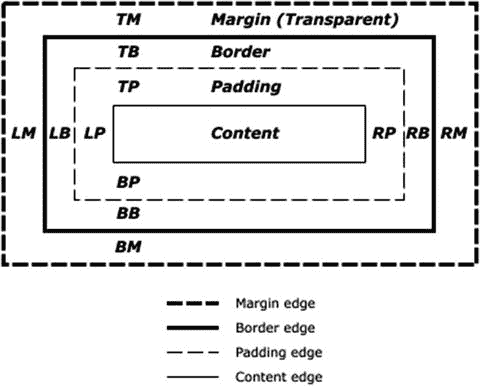 TM Margin (Transparent)
TB Border
TP Padding
LM LB LP Content RP RB RM
BP
BB
BM
Margin edge
Border edge
Padding edge
Content edge